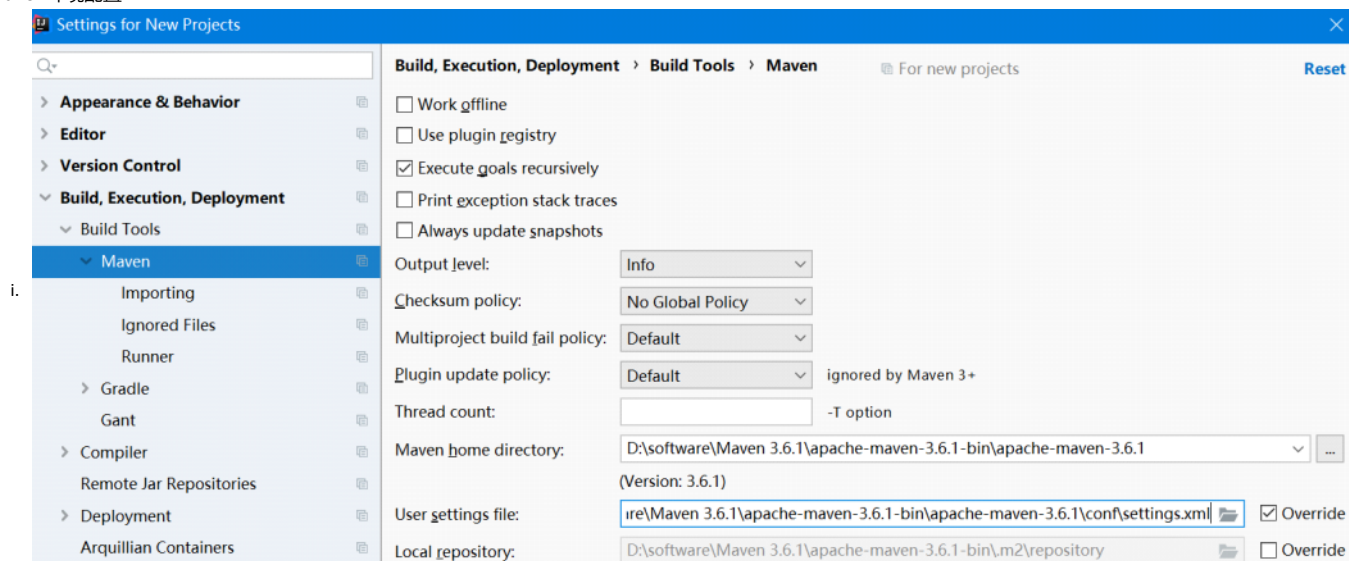 Settings for New Projects
Build, Execution, Deployment › Build Tools › Maven
For new projects
Reset
Appearance & Behavior
Editor
Version Control
Build, Execution, Deployment
Build Tools
Maven
i.
Importing
Ignored Files
Runner
Gradle
Gant
Compiler
Remote Jar Repositories
Deployment
Arquillian Containers
Work offline
Use plugin registry
Execute goals recursively
Print exception stack traces
Always update snapshots
Output level: Info
Checksum policy: No Global Policy
Multiproject build fail policy: Default
Plugin update policy: Default ignored by Maven 3+
Thread count: -T option
Maven home directory: D:\software\Maven 3.6.1\apache-maven-3.6.1-bin\apache-maven-3.6.1 ...
(Version: 3.6.1)
User settings file: ıre\Maven 3.6.1\apache-maven-3.6.1-bin\apache-maven-3.6.1\conf\settings.xml Override
Local repository: D:\software\Maven 3.6.1\apache-maven-3.6.1-bin\.m2\repository Override